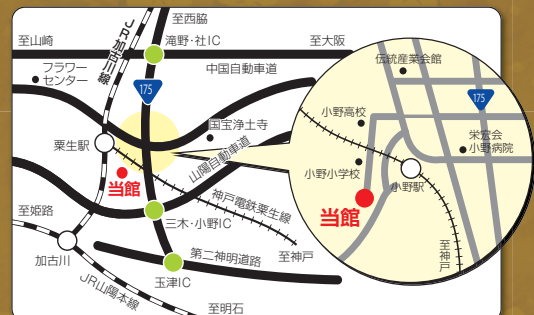 至西脇
至山崎
滝野・社IC
至大阪
JR加古川線
フラワー
センター
中国自動車道
175
国宝浄土寺
粟生駅
山陽自動車道
当館
神戸電鉄粟生線
至姫路
三木・小野IC
至神戸
加古川
第二神明道路
玉津IC
JR山陽本線
至明石
伝統産業会館
175
小野高校
栄宏会
小野病院
小野小学校
小野駅
当館
至神戸